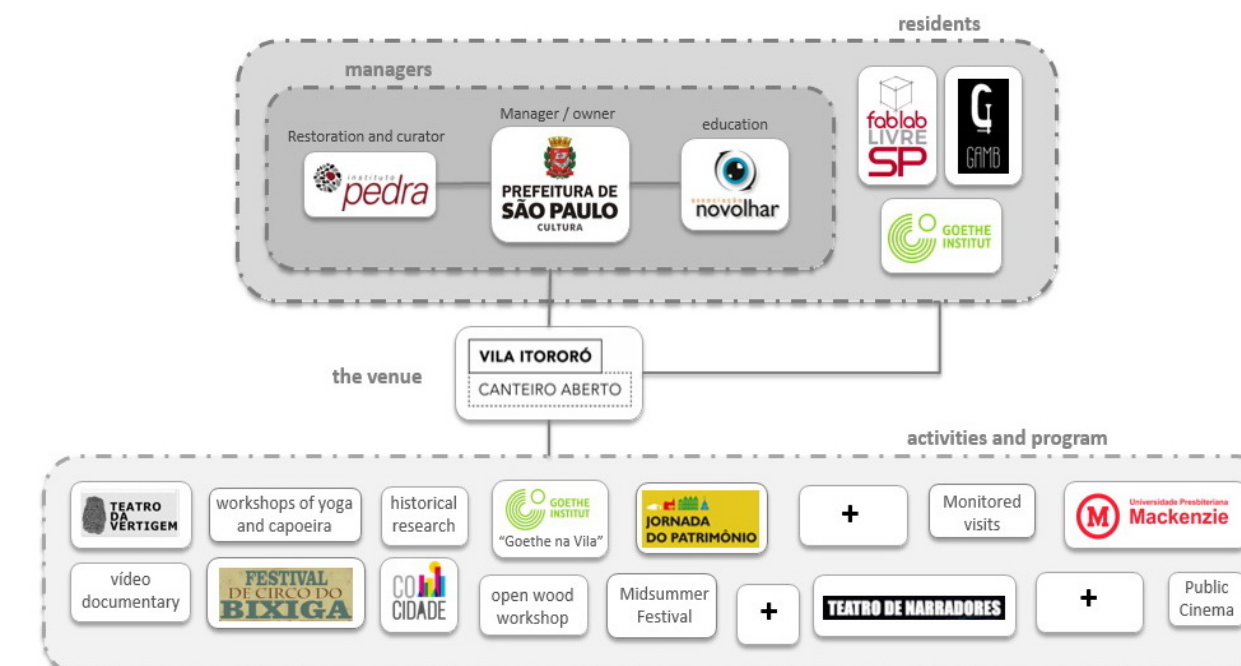 residents
managers
Restoration and curator
instituto
pedra
Manager / owner
PREFEITURA DE
SÃO PAULO
CULTURA
education
associação
novolhar
fablab
LIVRE
SP
G
GAMB
GOETHE
INSTITUT
the venue
VILA ITORORÓ
CANTEIRO ABERTO
activities and program
TEATRO
DA
VERTIGEM
workshops of yoga
and capoeira
historical
research
GOETHE
INSTITUT
“Goethe na Vila”
JORNADA
DO PATRIMÔNIO
+
Monitored
visits
M
Universidade Presbiteriana
Mackenzie
vídeo
documentary
FESTIVAL
DE CIRCO DO
BIXIGA
CO
CIDADE
open wood
workshop
Midsummer
Festival
+
TEATRO DE NARRADORES
+
Public
Cinema